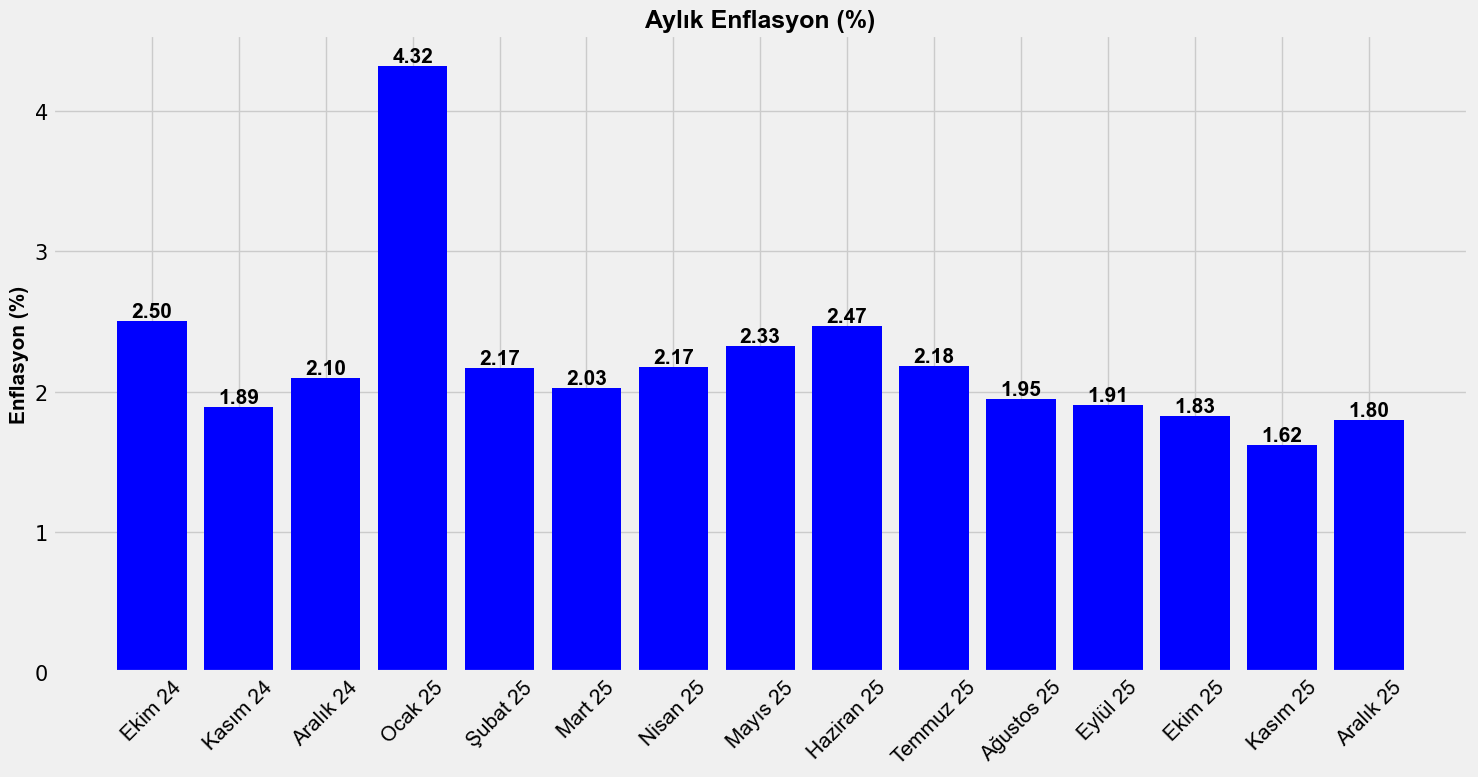 Aylık Enflasyon (%)
Enflasyon (%)
4
3
2
1
0
2.50
1.89
2.10
4.32
2.17
2.03
2.17
2.33
2.47
2.18
1.95
1.91
1.83
1.62
1.80
Ekim 24
Kasım 24
Aralık 24
Ocak 25
Şubat 25
Mart 25
Nisan 25
Mayıs 25
Haziran 25
Temmuz 25
Ağustos 25
Eylül 25
Ekim 25
Kasım 25
Aralık 25